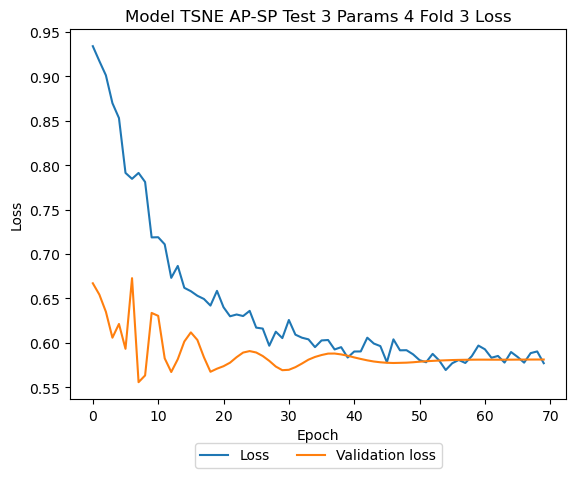 Model TSNE AP-SP Test 3 Params 4 Fold 3 Loss
0.95
0.90
0.85
0.80
0.75
0.70
0.65
0.60
0.55
Loss
0 10 20 30 40 50 60 70
Epoch
Loss Validation loss